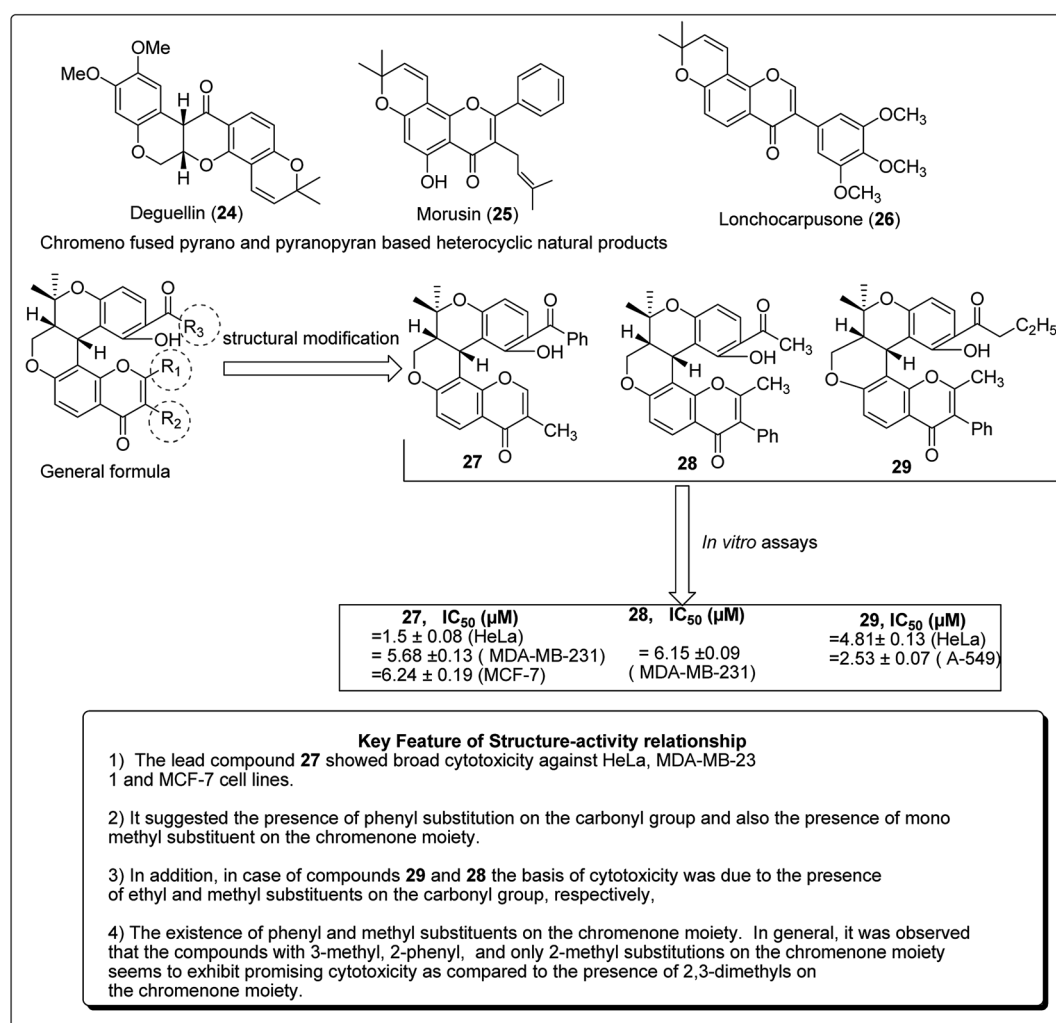 OMe
MeO
H
O
O
O
H
O
Deguellin (24)
O
O
OH
O
Morusin (25)
O
O
O
OCH3
OCH3
OCH3
Lonchocarpusone (26)
Chromeno fused pyrano and pyranopyran based heterocyclic natural products
O
O
H
R3
OH
H
O
O
R1
R2
O
General formula
structural modification
O
O
H
Ph
OH
H
O
O
CH3
O
27
O
O
H
CH3
OH
H
O
O
CH3
Ph
O
28
O
O
H
C2H5
OH
H
O
O
CH3
Ph
O
29
In vitro assays
27, IC50 (µM)
=1.5 ± 0.08 (HeLa)
= 5.68 ±0.13 ( MDA-MB-231)
=6.24 ± 0.19 (MCF-7)
28, IC50 (µM)
= 6.15 ±0.09
( MDA-MB-231)
29, IC50 (µM)
=4.81± 0.13 (HeLa)
=2.53 ± 0.07 ( A-549)
Key Feature of Structure-activity relationship
1) The lead compound 27 showed broad cytotoxicity against HeLa, MDA-MB-23
1 and MCF-7 cell lines.
2) It suggested the presence of phenyl substitution on the carbonyl group and also the presence of mono
methyl substituent on the chromenone moiety.
3) In addition, in case of compounds 29 and 28 the basis of cytotoxicity was due to the presence
of ethyl and methyl substituents on the carbonyl group, respectively,
4) The existence of phenyl and methyl substituents on the chromenone moiety. In general, it was observed
that the compounds with 3-methyl, 2-phenyl, and only 2-methyl substitutions on the chromenone moiety
seems to exhibit promising cytotoxicity as compared to the presence of 2,3-dimethyls on
the chromenone moiety.